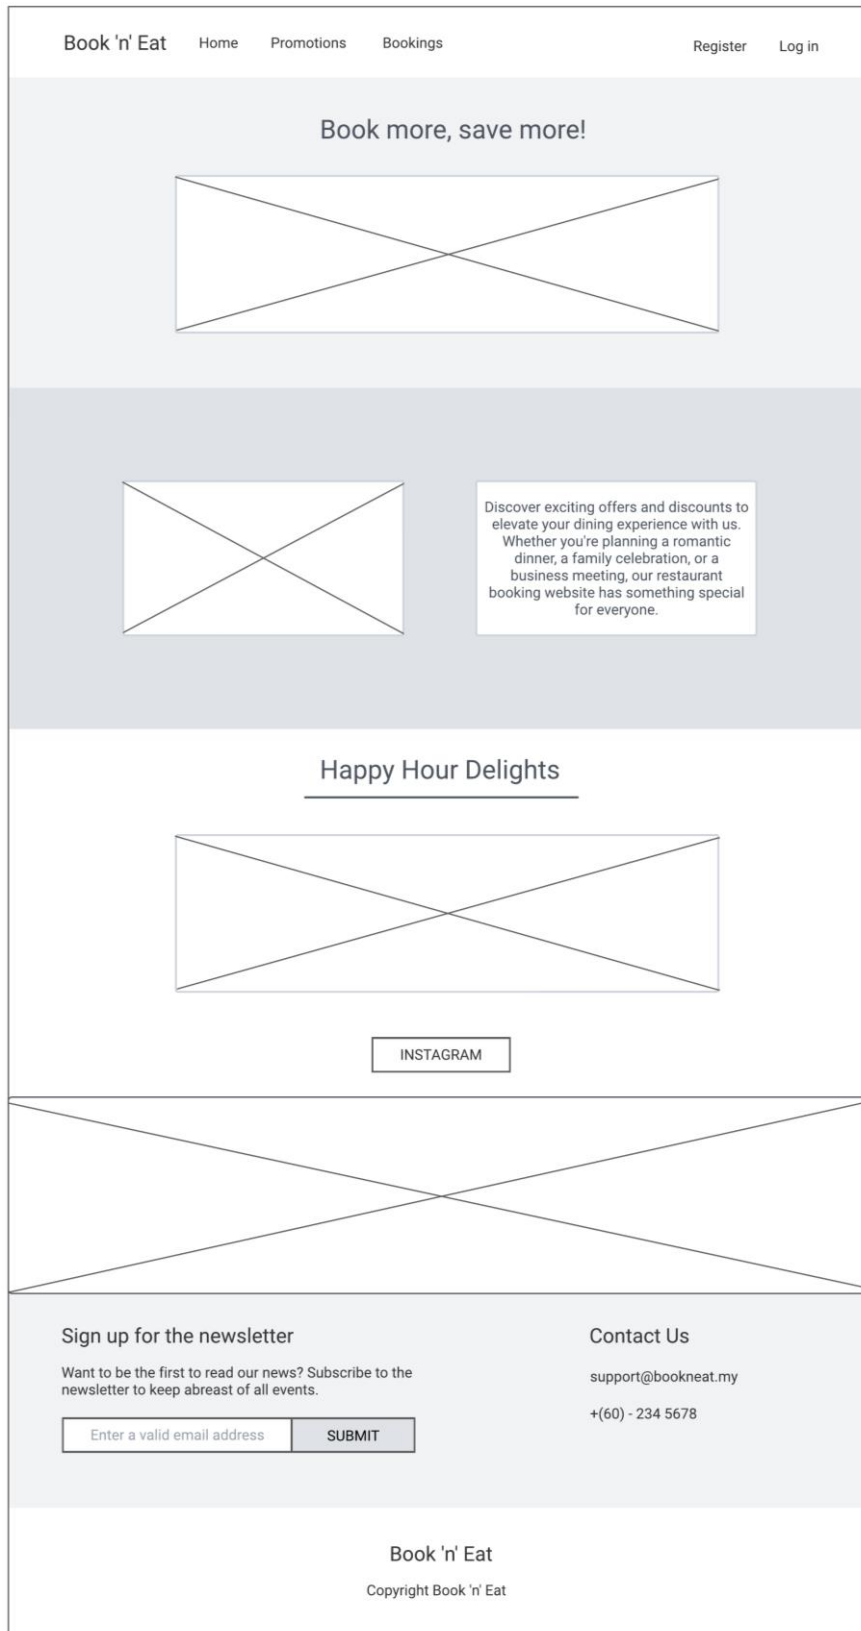 Book 'n' Eat
Home
Promotions
Bookings
Register
Log in
Book more, save more!
Discover exciting offers and discounts to
elevate your dining experience with us.
Whether you're planning a romantic
dinner, a family celebration, or a
business meeting, our restaurant
booking website has something special
for everyone.
Happy Hour Delights
INSTAGRAM
Sign up for the newsletter
Want to be the first to read our news? Subscribe to the
newsletter to keep abreast of all events.
Enter a valid email address
SUBMIT
Contact Us
support@bookneat.my
+(60) - 234 5678
Book 'n' Eat
Copyright Book 'n' Eat